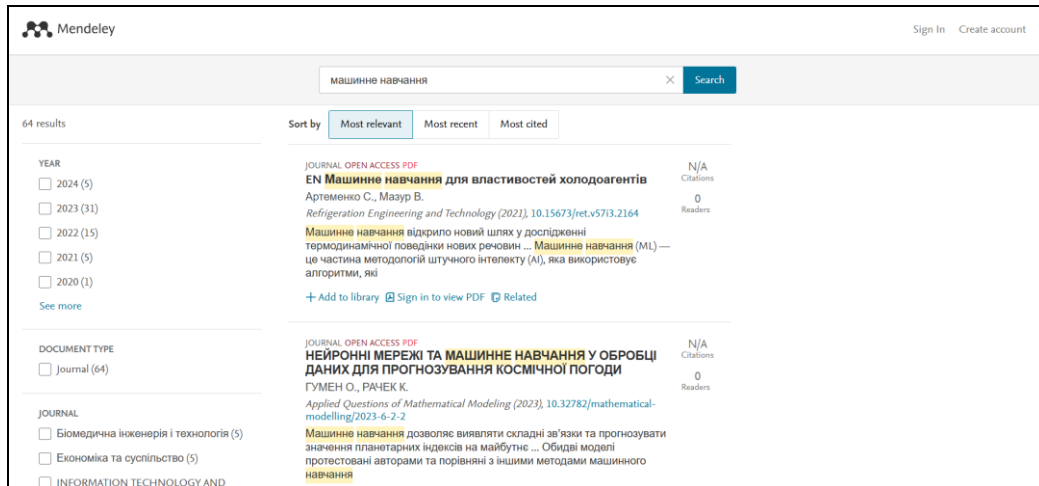 Mendeley
Sign In Create account
машинне навчання
Search
64 results
Sort by Most relevant Most recent Most cited
YEAR
2024 (5)
2023 (31)
2022 (15)
2021 (5)
2020 (1)
See more
DOCUMENT TYPE
Journal (64)
JOURNAL
Біомедична інженерія і технологія (5)
Економіка та суспільство (5)
INFORMATION TECHNOLOGY AND
JOURNAL OPEN ACCESS PDF
EN Машинне навчання для властивостей холодоагентів
Артеменко С., Мазур В.
Refrigeration Engineering and Technology (2021), 10.15673/ret.v57i3.2164
Машинне навчання відкрило новий шлях у дослідженні
термодинамічної поведінки нових речовин ... Машинне навчання (ML) —
це частина методологій штучного інтелекту (AI), яка використовує
алгоритми, які
Add to library Sign in to view PDF Related
N/A
Citations
0
Readers
JOURNAL OPEN ACCESS PDF
НЕЙРОННІ МЕРЕЖІ ТА МАШИННЕ НАВЧАННЯ У ОБРОБЦІ
ДАНИХ ДЛЯ ПРОГНОЗУВАННЯ КОСМІЧНОЇ ПОГОДИ
ГУМЕН О., РАЧЕК К.
Applied Questions of Mathematical Modeling (2023), 10.32782/mathematical-
modelling/2023-6-2-2
Машинне навчання дозволяє виявляти складні зв'язки та прогнозувати
значення планетарних індексів на майбутнє ... Обидві моделі
протестовані авторами та порівняні з іншими методами машинного
навчання
N/A
Citations
0
Readers